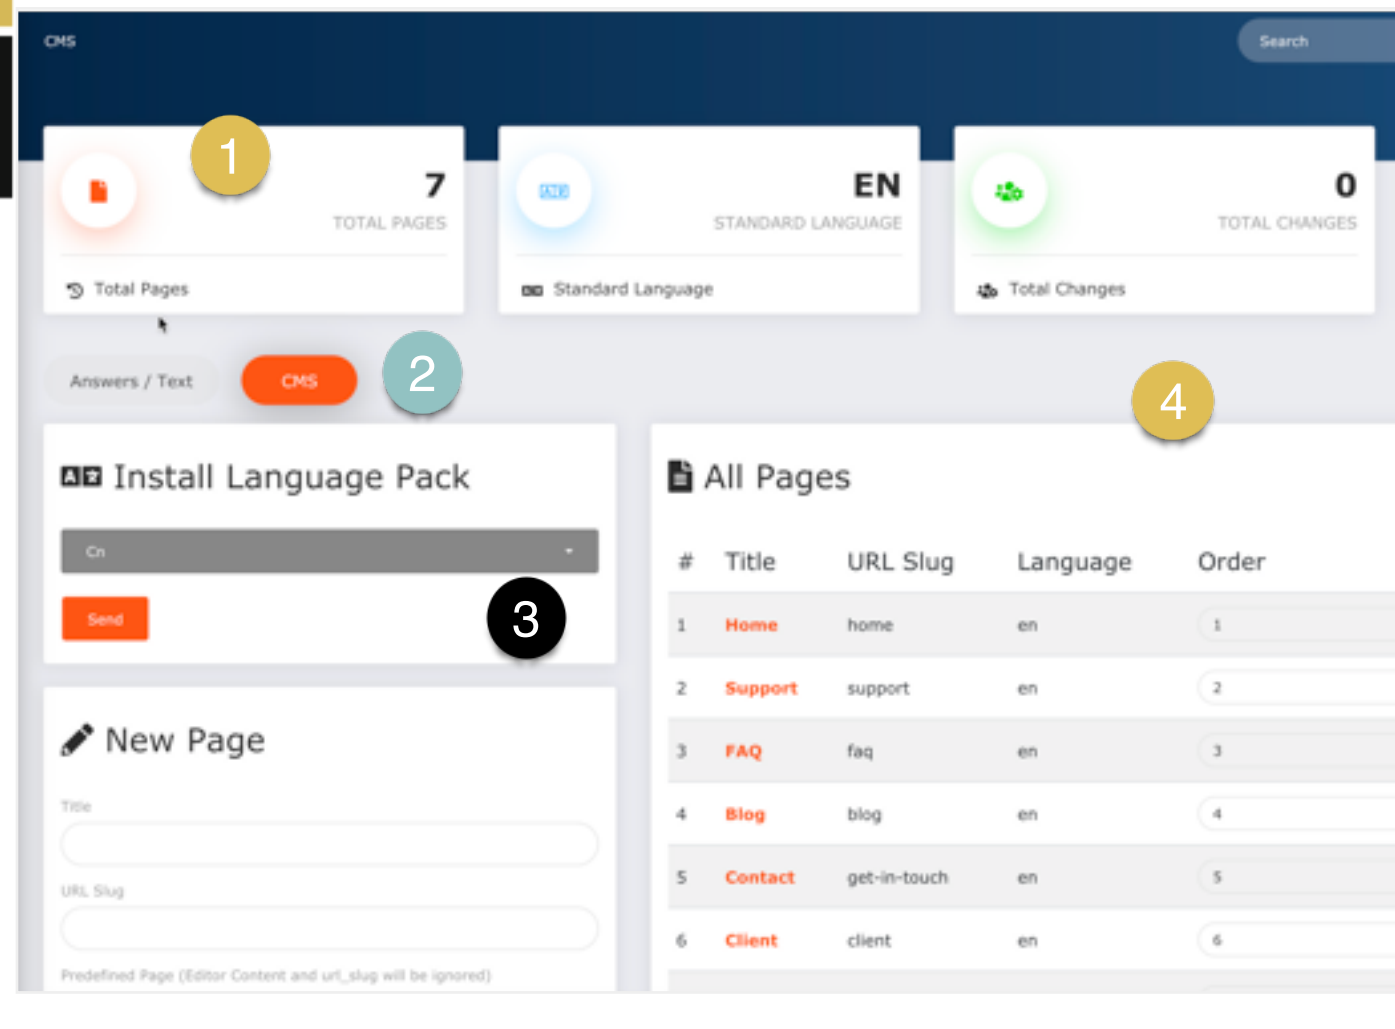 CMS
Search
1
7
TOTAL PAGES
Total Pages
EN
STANDARD LANGUAGE
Standard Language
0
TOTAL CHANGES
Total Changes
Answers / Text
CMS
2
4
Install Language Pack
Cn
Send
3
New Page
Title
URL Slug
Predefined Page (Editor Content and url_slug will be ignored)
All Pages
# Title URL Slug Language Order
1 Home home en 1
2 Support support en 2
3 FAQ faq en 3
4 Blog blog en 4
5 Contact get-in-touch en 5
6 Client client en 6